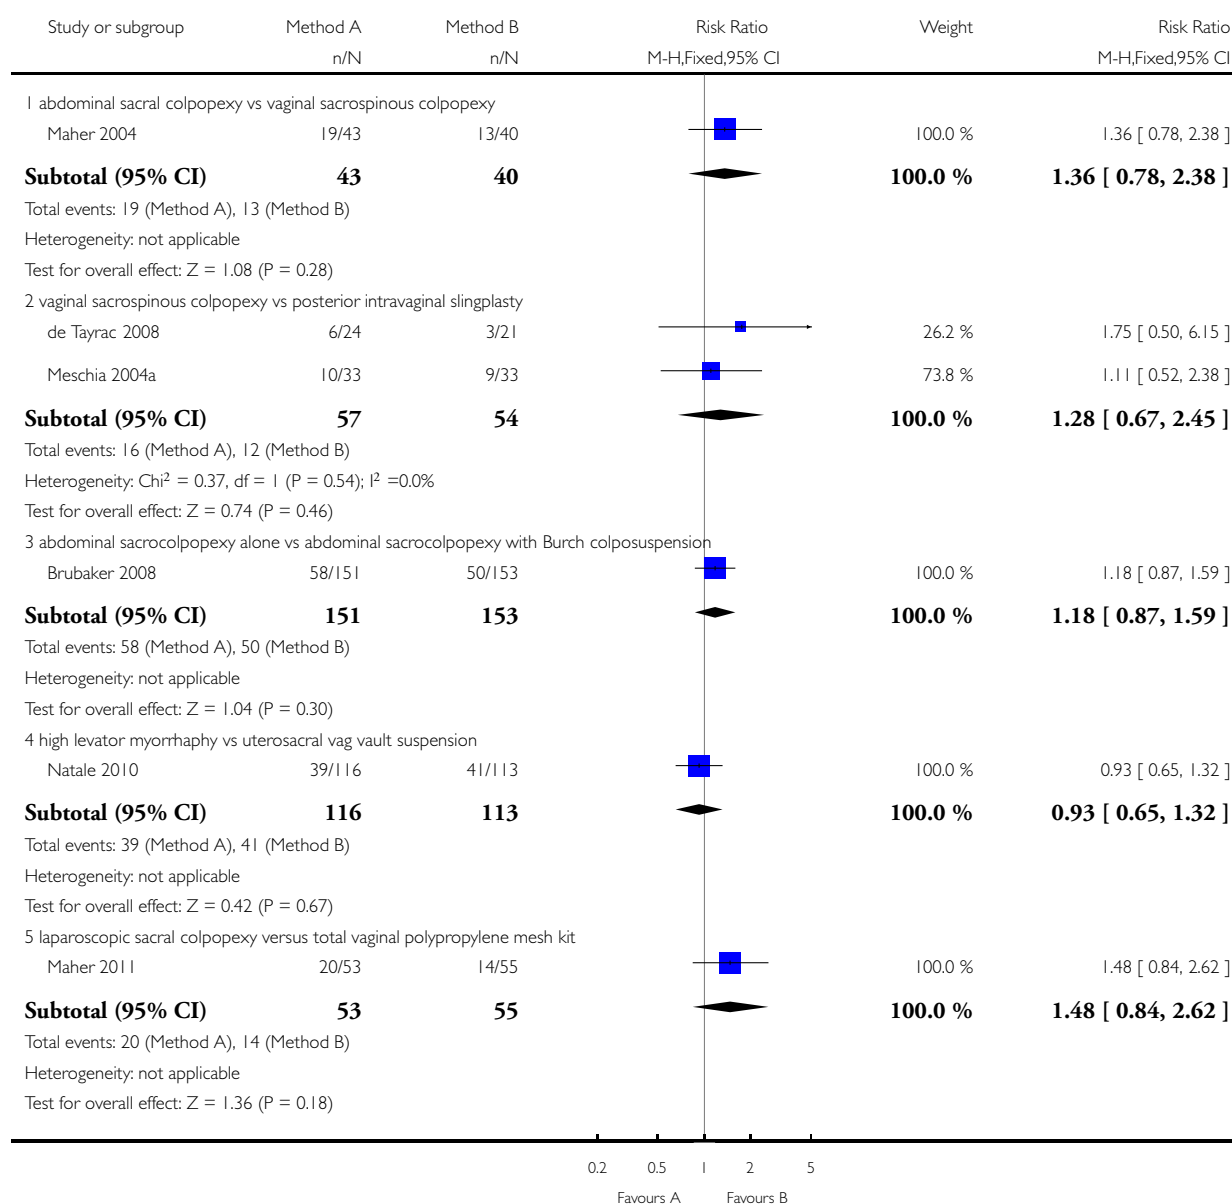 Study or subgroup Method A Method B Risk Ratio Weight Risk Ratio
n/N n/N M-H,Fixed,95% CI M-H,Fixed,95% CI
1 abdominal sacral colpopexy vs vaginal sacrospinous colpopexy
Maher 2004 19/43 13/40 100.0 % 1.36 [ 0.78, 2.38 ]
Subtotal (95% CI) 43 40 100.0 % 1.36 [ 0.78, 2.38 ]
Total events: 19 (Method A), 13 (Method B)
Heterogeneity: not applicable
Test for overall effect: Z = 1.08 (P = 0.28)
2 vaginal sacrospinous colpopexy vs posterior intravaginal slingplasty
de Tayrac 2008 6/24 3/21 26.2 % 1.75 [ 0.50, 6.15 ]
Meschia 2004a 10/33 9/33 73.8 % 1.11 [ 0.52, 2.38 ]
Subtotal (95% CI) 57 54 100.0 % 1.28 [ 0.67, 2.45 ]
Total events: 16 (Method A), 12 (Method B)
Heterogeneity: Chi² = 0.37, df = 1 (P = 0.54); I² =0.0%
Test for overall effect: Z = 0.74 (P = 0.46)
3 abdominal sacrocolpopexy alone vs abdominal sacrocolpopexy with Burch colposuspension
Brubaker 2008 58/151 50/153 100.0 % 1.18 [ 0.87, 1.59 ]
Subtotal (95% CI) 151 153 100.0 % 1.18 [ 0.87, 1.59 ]
Total events: 58 (Method A), 50 (Method B)
Heterogeneity: not applicable
Test for overall effect: Z = 1.04 (P = 0.30)
4 high levator myorrhaphy vs uterosacral vag vault suspension
Natale 2010 39/116 41/113 100.0 % 0.93 [ 0.65, 1.32 ]
Subtotal (95% CI) 116 113 100.0 % 0.93 [ 0.65, 1.32 ]
Total events: 39 (Method A), 41 (Method B)
Heterogeneity: not applicable
Test for overall effect: Z = 0.42 (P = 0.67)
5 laparoscopic sacral colpopexy versus total vaginal polypropylene mesh kit
Maher 2011 20/53 14/55 100.0 % 1.48 [ 0.84, 2.62 ]
Subtotal (95% CI) 53 55 100.0 % 1.48 [ 0.84, 2.62 ]
Total events: 20 (Method A), 14 (Method B)
Heterogeneity: not applicable
Test for overall effect: Z = 1.36 (P = 0.18)
0.2 0.5 1 2 5
Favours A Favours B